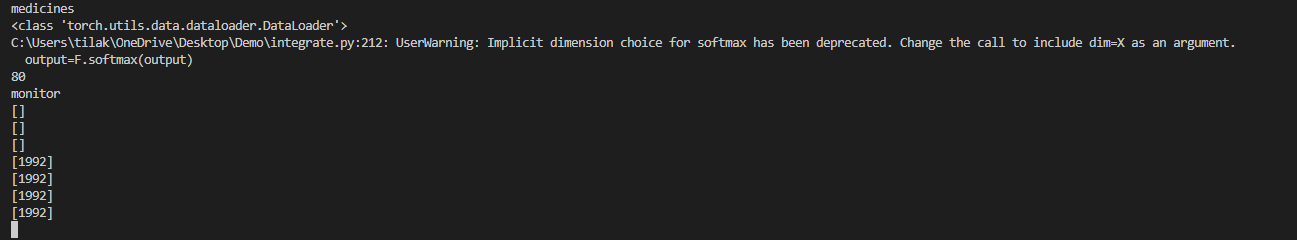 medicines
<class 'torch.utils.data.dataloader.DataLoader'>
C:\Users\tilak\OneDrive\Desktop\Demo\integrate.py:212: UserWarning: Implicit dimension choice for softmax has been deprecated. Change the call to include dim=X as an argument.
  output=F.softmax(output)
80
monitor
[]
[]
[]
[1992]
[1992]
[1992]
[1992]